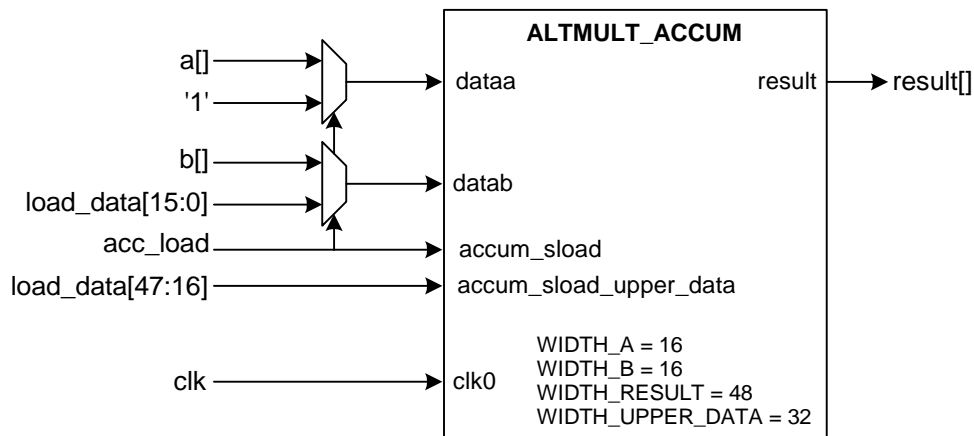 ALTMULT_ACCUM
a[]
dataa
result
result[]
'1'
b[]
datab
load_data[15:0]
acc_load
accum_sload
load_data[47:16]
accum_sload_upper_data
WIDTH_A = 16
WIDTH_B = 16
clk
clk0
WIDTH_RESULT = 48
WIDTH_UPPER_DATA = 32